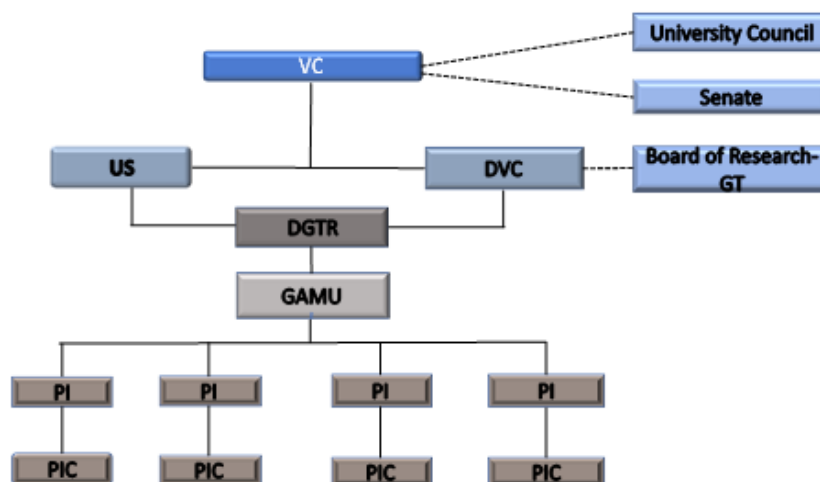 University Council
VC
Senate
US
DVC
Board of Research-
GT
DGTR
GAMU
PI
PI
PI
PI
PIC
PIC
PIC
PIC